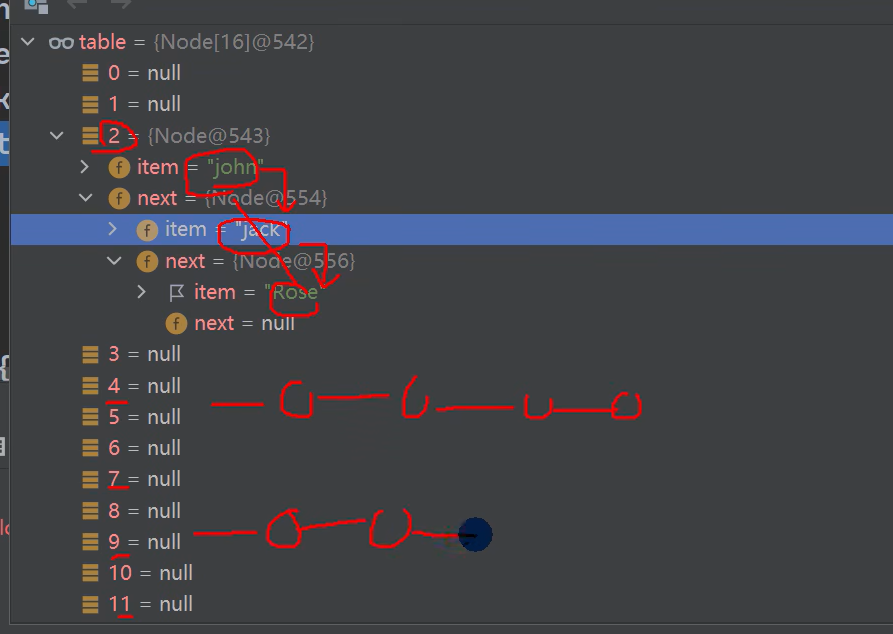 table = {Node[16]@542}
0 = null
1 = null
2 = {Node@543}
f item = "john"
f next = {Node@554}
f item = "jack"
f next = {Node@556}
item = "Rose"
f next = null
3 = null
4 = null
5 = null
6 = null
7 = null
8 = null
9 = null
10 = null
11 = null